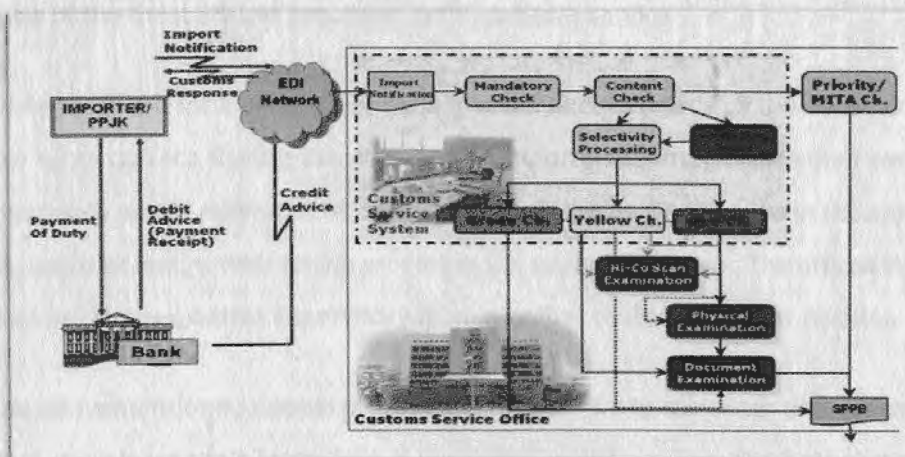 Import
Notification
Customs
Response
EDI
Network
IMPORTER/
PPJK
Import
Notification
Mandatory
Check
Content
Check
Priority/
MITA Ch.
Selectivity
Processing
Customs
Service
System
Credit
Advice
Payment
Of Duty
Debit
Advice
(Payment
Receipt)
Yellow Ch.
Hi-Co Scan
Examination
Physical
Examination
Document
Examination
Bank
Customs Service Office
SPPB